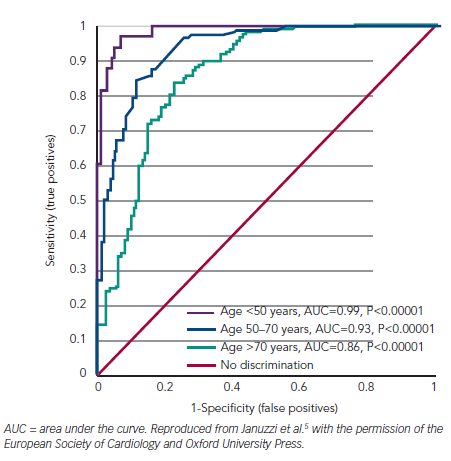 1
0.9
0.8
0.7
0.6
0.5
0.4
0.3
0.2
0.1
0
Sensitivity (true positives)
Age <50 years, AUC=0.99, P<0.00001
Age 50–70 years, AUC=0.93, P<0.00001
Age >70 years, AUC=0.86, P<0.00001
No discrimination
0 0.2 0.4 0.6 0.8 1
1-Specificity (false positives)
AUC = area under the curve. Reproduced from Januzzi et al.⁵ with the permission of the
European Society of Cardiology and Oxford University Press.